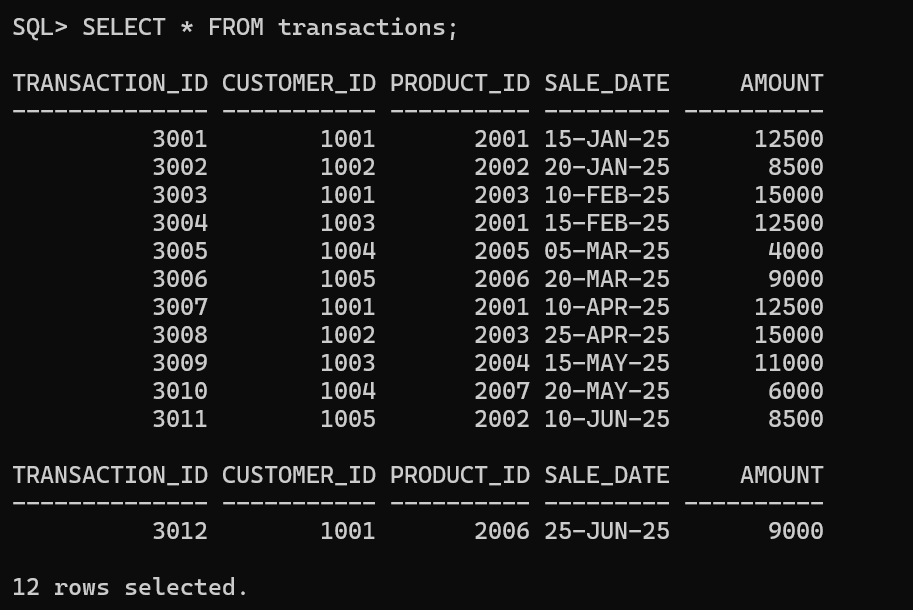 SQL> SELECT * FROM transactions;
TRANSACTION_ID CUSTOMER_ID PRODUCT_ID SALE_DATE     AMOUNT
-------------- ----------- ---------- --------- ----------
          3001        1001       2001 15-JAN-25      12500
          3002        1002       2002 20-JAN-25       8500
          3003        1001       2003 10-FEB-25      15000
          3004        1003       2001 15-FEB-25      12500
          3005        1004       2005 05-MAR-25       4000
          3006        1005       2006 20-MAR-25       9000
          3007        1001       2001 10-APR-25      12500
          3008        1002       2003 25-APR-25      15000
          3009        1003       2004 15-MAY-25      11000
          3010        1004       2007 20-MAY-25       6000
          3011        1005       2002 10-JUN-25       8500
TRANSACTION_ID CUSTOMER_ID PRODUCT_ID SALE_DATE     AMOUNT
-------------- ----------- ---------- --------- ----------
          3012        1001       2006 25-JUN-25       9000
12 rows selected.